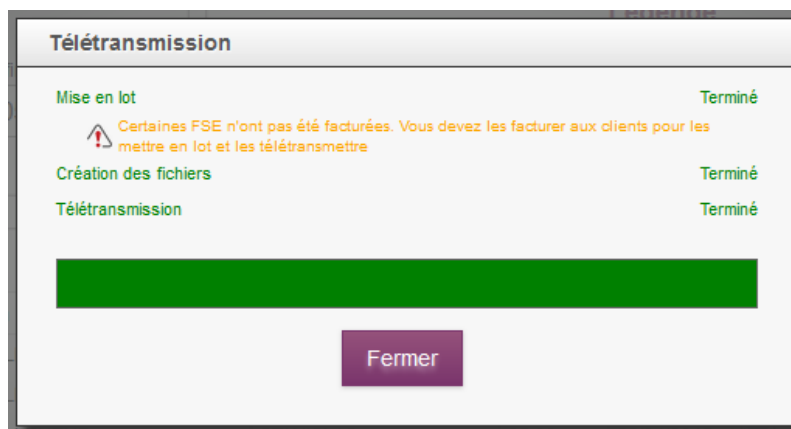 Télétransmission
Mise en lot Terminé
Certaines FSE n'ont pas été facturées. Vous devez les facturer aux clients pour les
mettre en lot et les télétransmettre
Création des fichiers Terminé
Télétransmission Terminé
Fermer